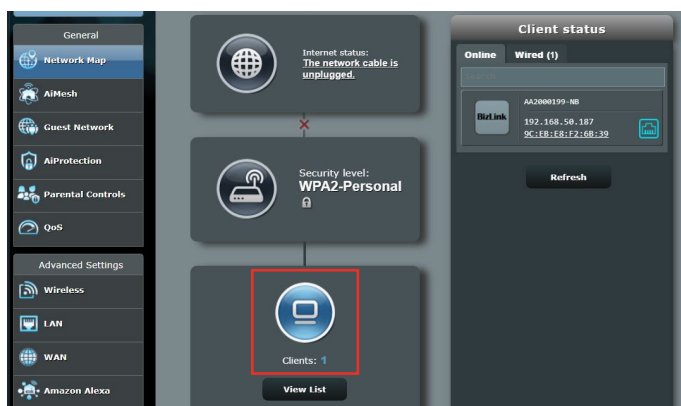 General
Network Map
AiMesh
Guest Network
AiProtection
Parental Controls
QoS
Advanced Settings
Wireless
LAN
WAN
Amazon Alexa
Internet status:
The network cable is
unplugged.
Security level:
WPA2-Personal
Clients: 1
View List
Client status
Online
Wired (1)
Search
BizLink
AA2000199-NB
192.168.50.187
9C:EB:E8:F2:6B:39
Refresh